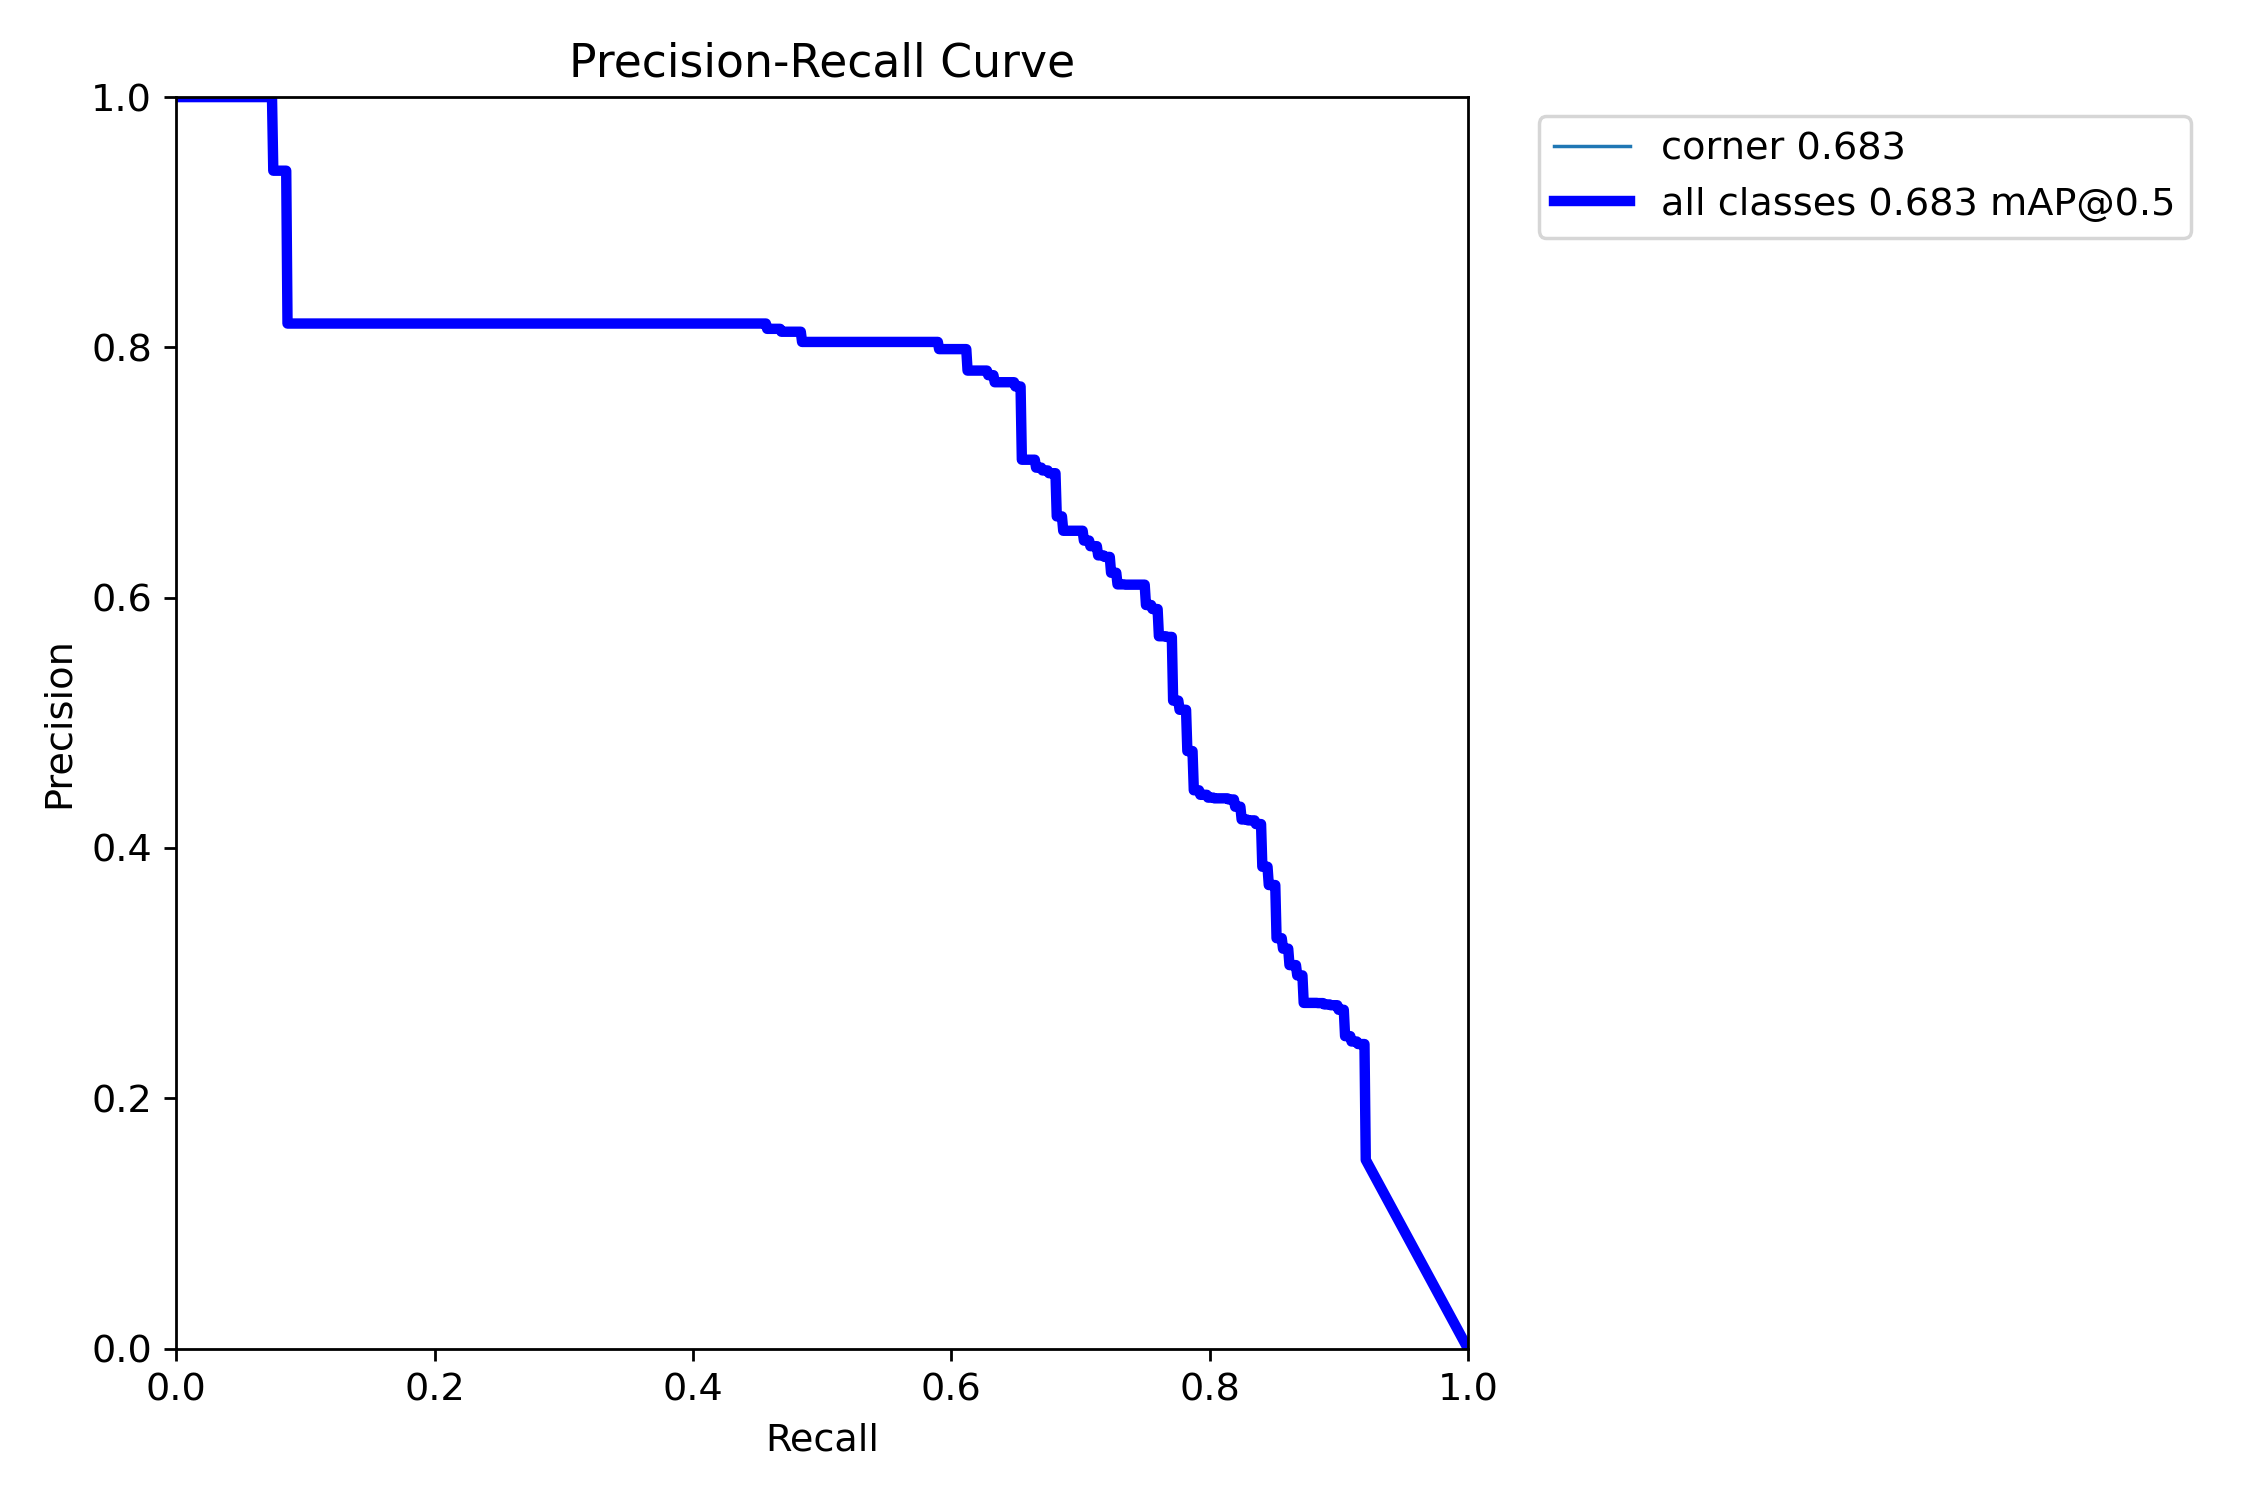 Precision-Recall Curve
corner 0.683
all classes 0.683 mAP@0.5
Precision
1.0
0.8
0.6
0.4
0.2
0.0
0.0 0.2 0.4 0.6 0.8 1.0
Recall